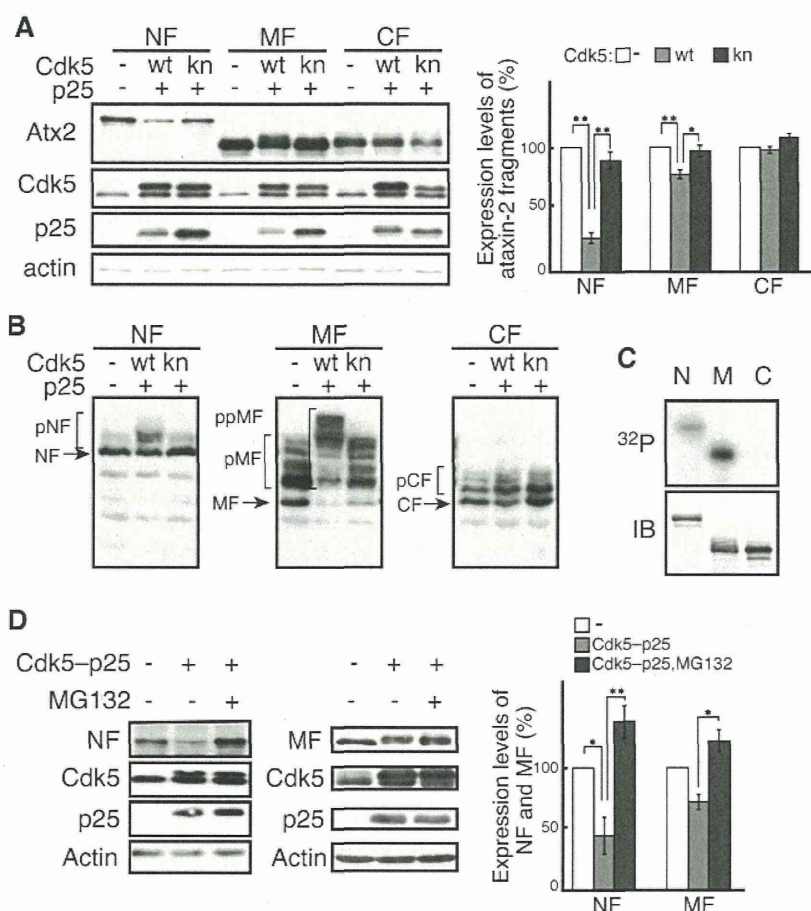 A
NF MF CF
Cdk5 - wt kn - wt kn - wt kn
p25 + + + + + +
Atx2
Cdk5
p25
actin
Cdk5: - wt kn
Expression levels of
ataxin-2 fragments (%)
100
50
0
** ** ** *
NF MF CF
B
NF MF CF
Cdk5 - wt kn - wt kn - wt kn
p25 + + + + + +
pNF
NF
ppMF
pMF
MF
pCF
CF
C
N M C
32P
IB
D
Cdk5–p25 - + + - + +
MG132 - - + - - +
NF
Cdk5
p25
Actin
MF
Cdk5
p25
Actin
-
Cdk5–p25
Cdk5–p25,MG132
Expression levels of
NF and MF (%)
100
50
0
* ** *
NF MF